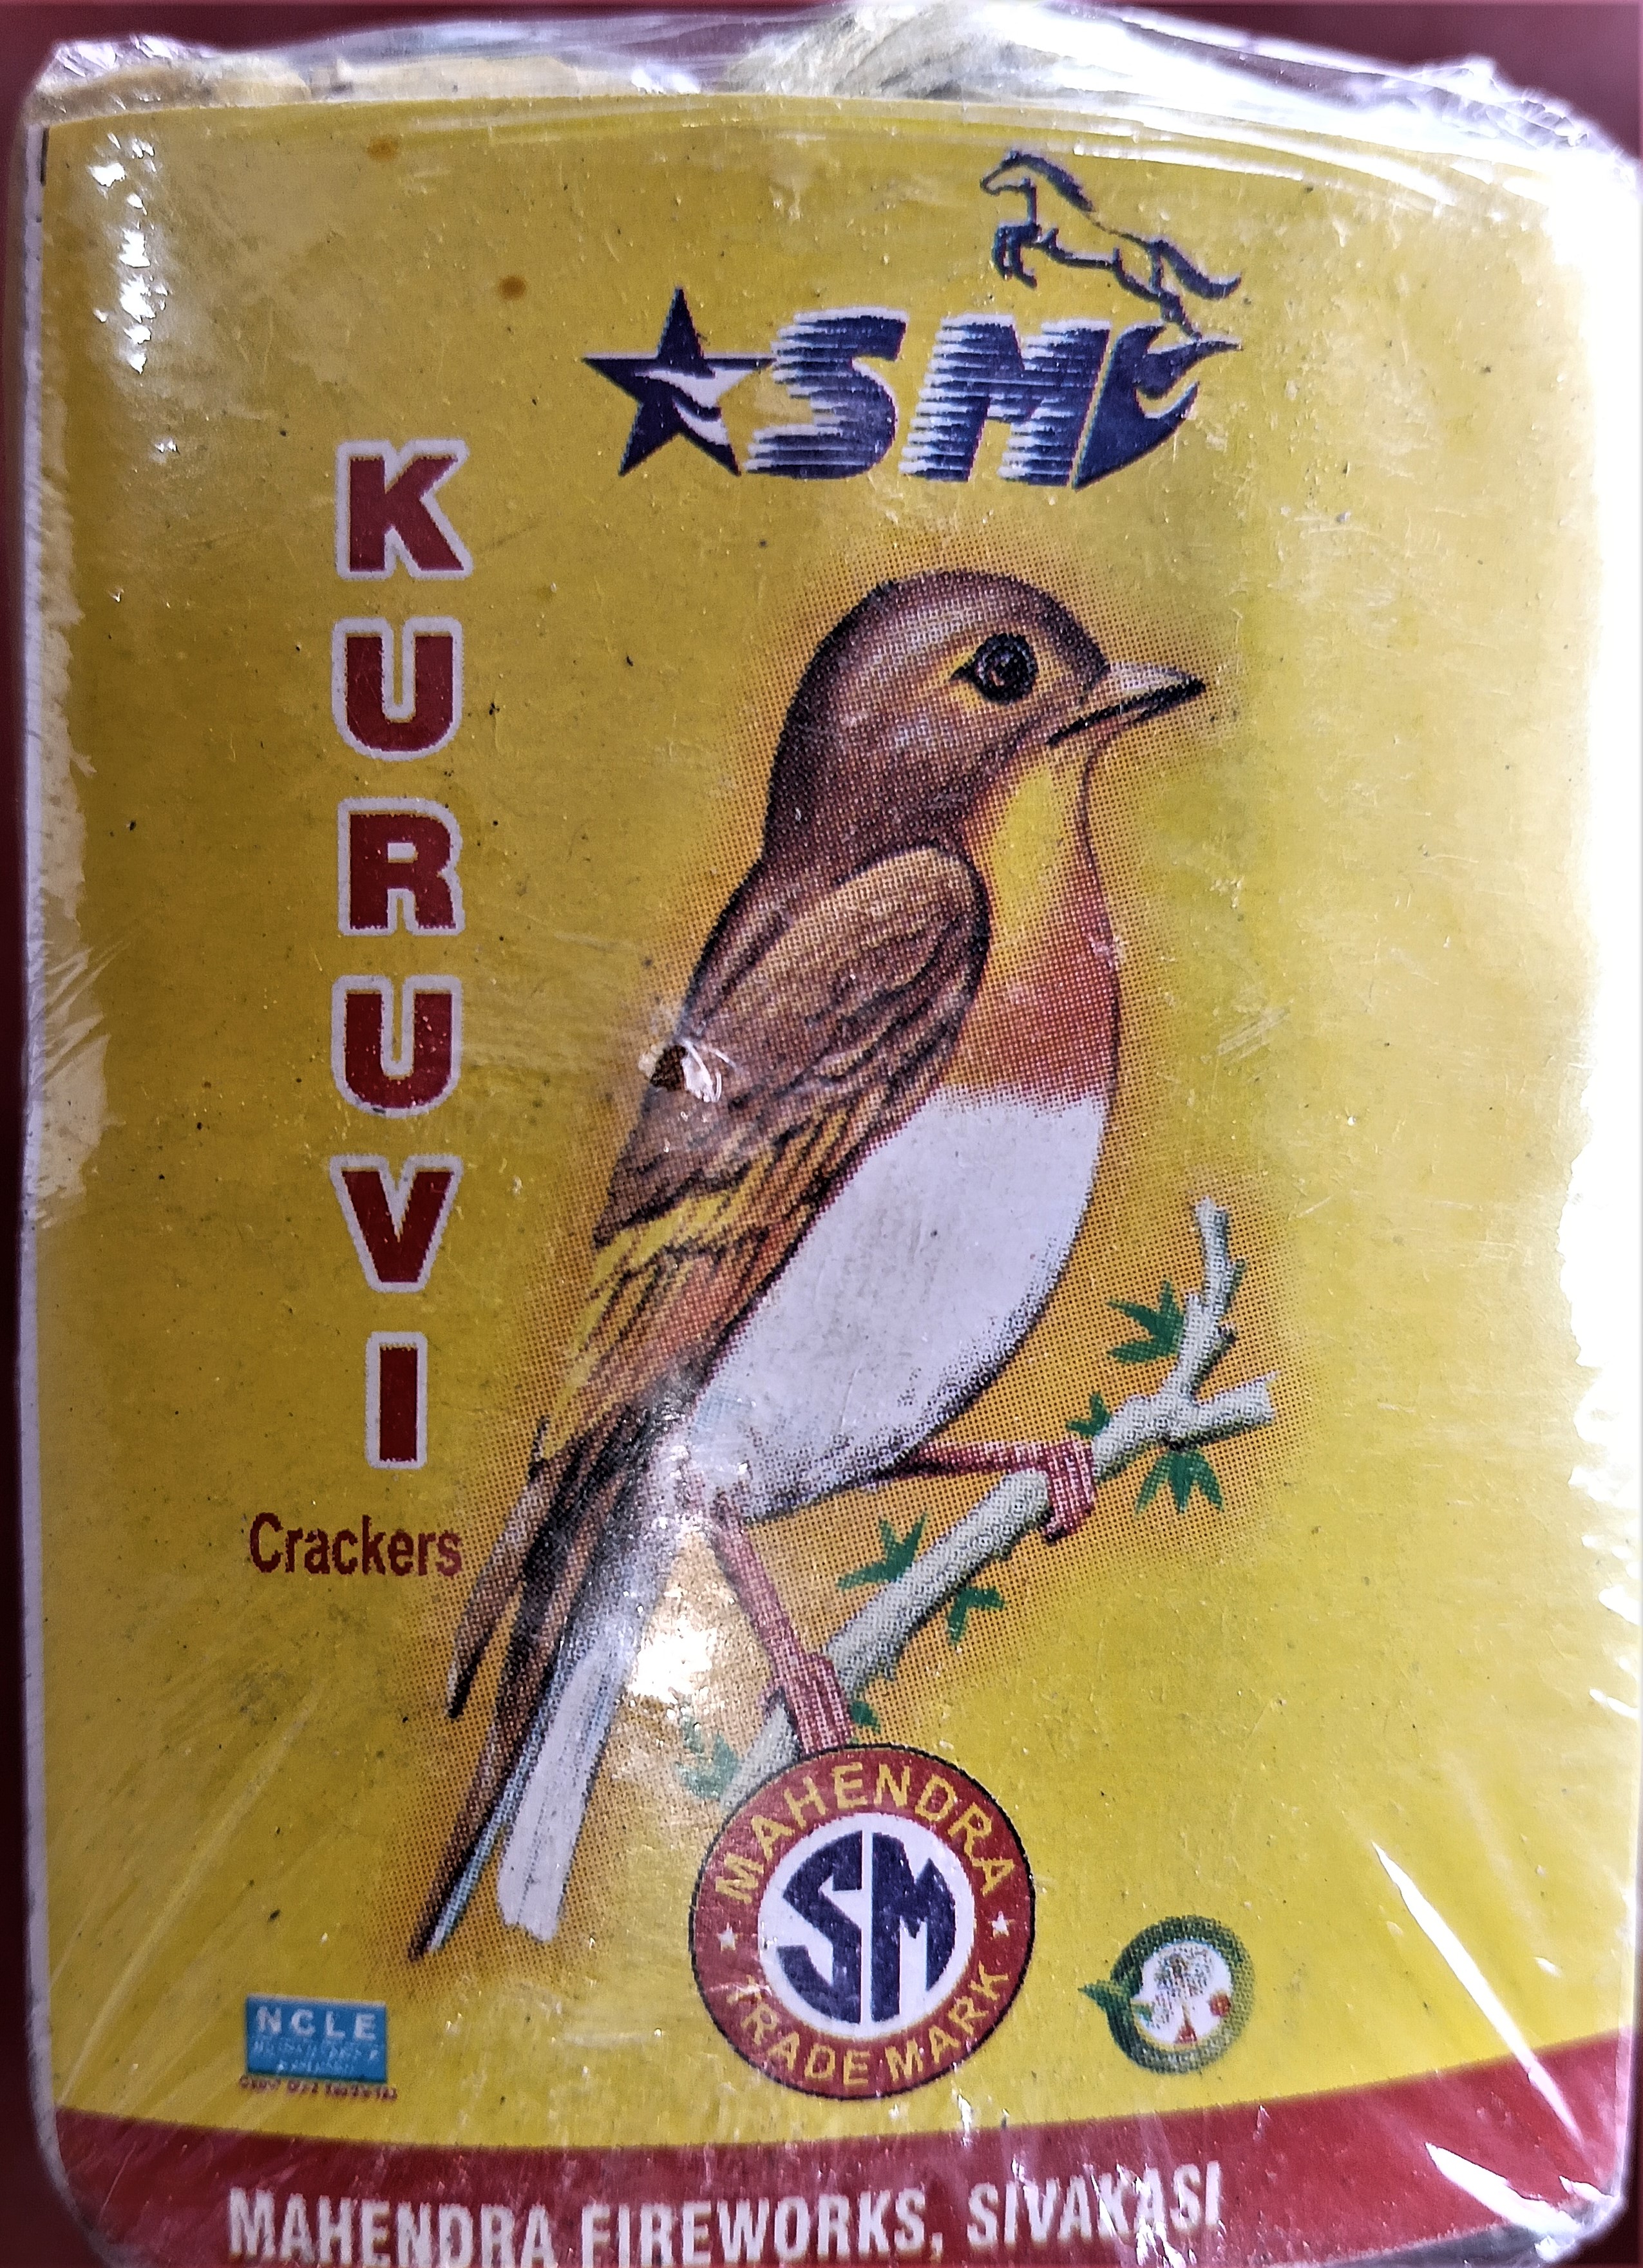 SM
KURUVI
Crackers
MAHENDRA
SM
TRADE MARK
NCLE
MAHENDRA FIREWORKS, SIVAKASI